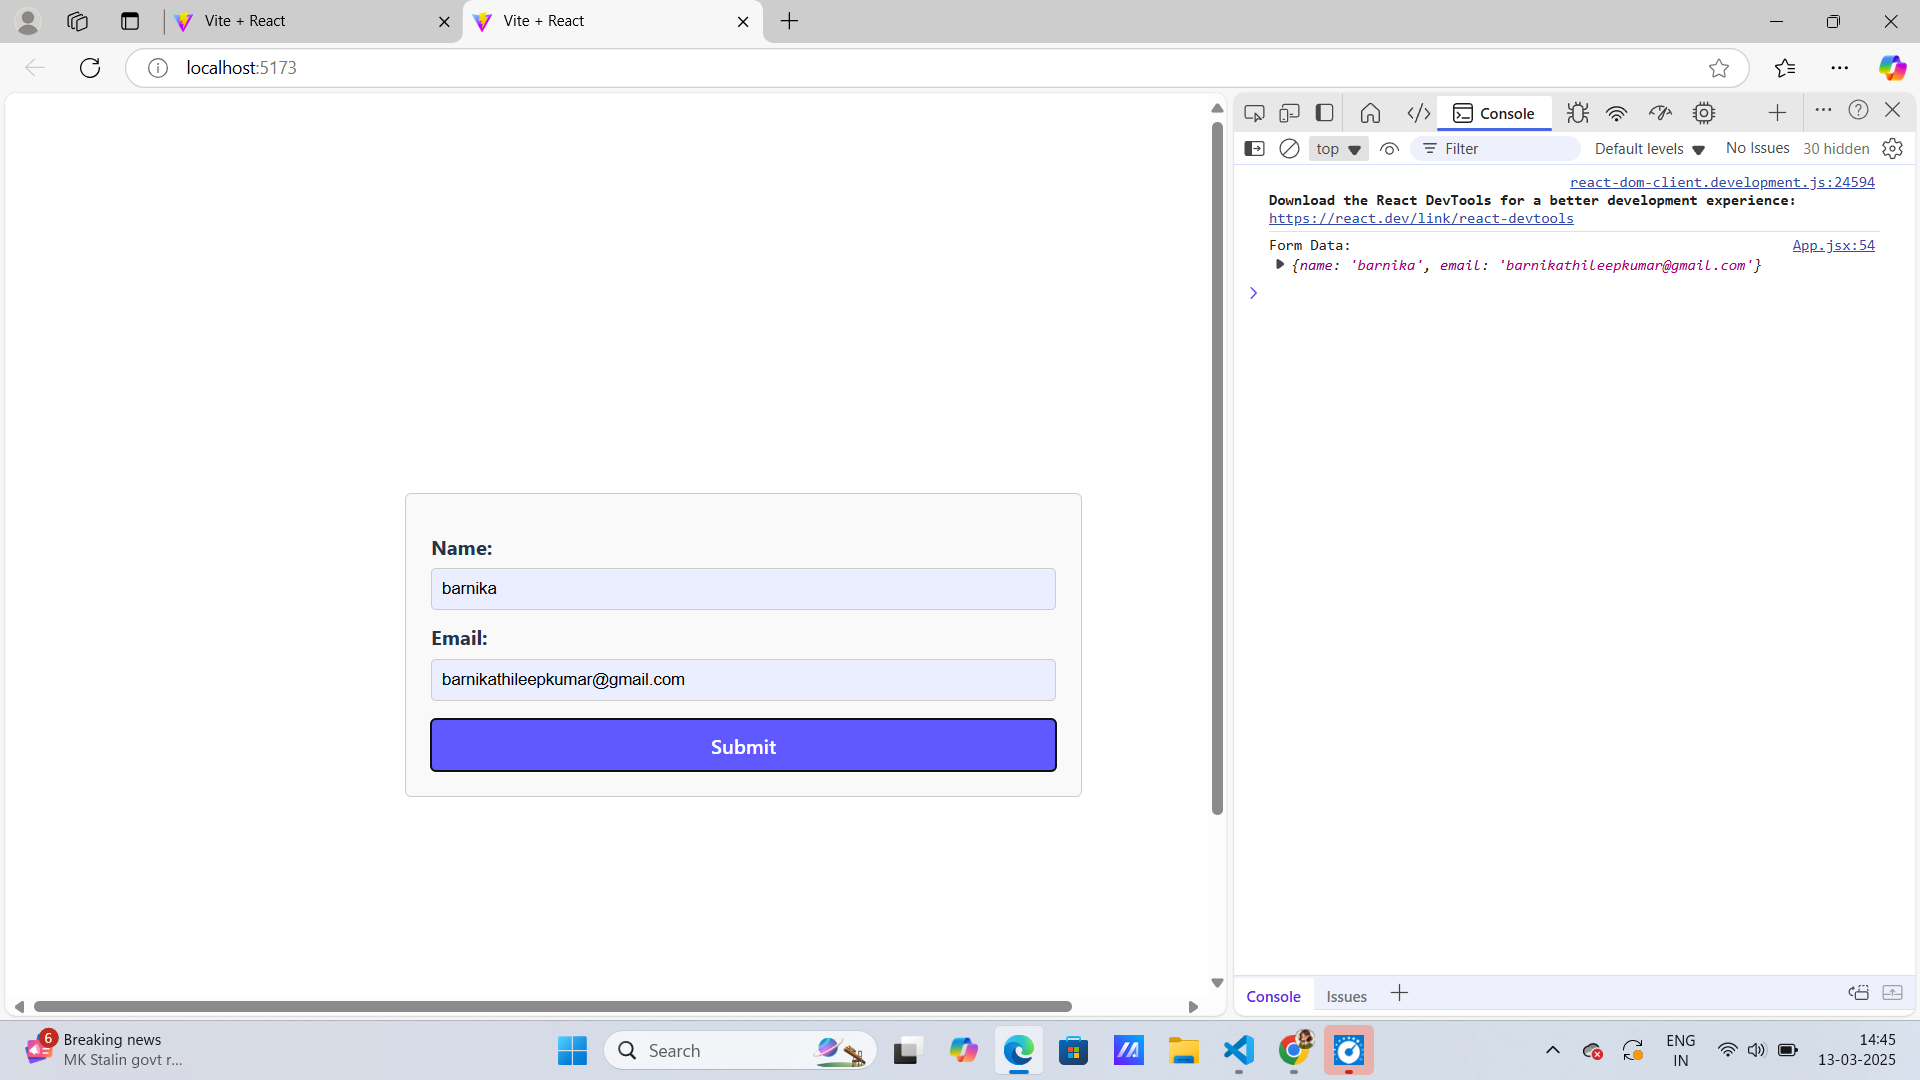 Vite + React
Vite + React
localhost:5173
Console
top
Filter
Default levels
No Issues
30 hidden
react-dom-client.development.js:24594
Download the React DevTools for a better development experience:
https://react.dev/link/react-devtools
Form Data:
App.jsx:54
{name: 'barnika', email: 'barnikathileepkumar@gmail.com'}
Name:
barnika
Email:
barnikathileepkumar@gmail.com
Submit
Console
Issues
6
Breaking news
MK Stalin govt r...
Search
ENG
IN
14:45
13-03-2025